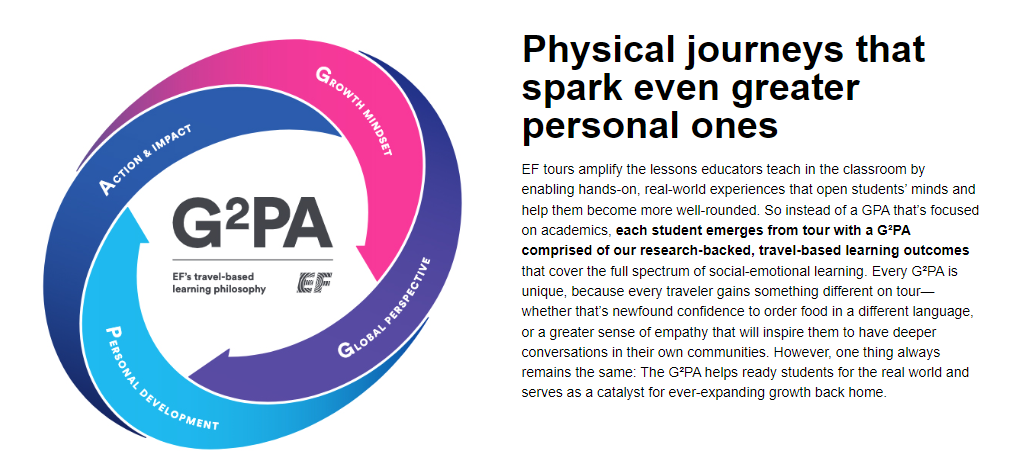 GROWTH MINDSET
ACTION & IMPACT
G²PA
EF's travel-based
learning philosophy
EF
GLOBAL PERSPECTIVE
PERSONAL DEVELOPMENT
Physical journeys that
spark even greater
personal ones
EF tours amplify the lessons educators teach in the classroom by
enabling hands-on, real-world experiences that open students’ minds and
help them become more well-rounded. So instead of a GPA that’s focused
on academics, each student emerges from tour with a G²PA
comprised of our research-backed, travel-based learning outcomes
that cover the full spectrum of social-emotional learning. Every G²PA is
unique, because every traveler gains something different on tour—
whether that’s newfound confidence to order food in a different language,
or a greater sense of empathy that will inspire them to have deeper
conversations in their own communities. However, one thing always
remains the same: The G²PA helps ready students for the real world and
serves as a catalyst for ever-expanding growth back home.